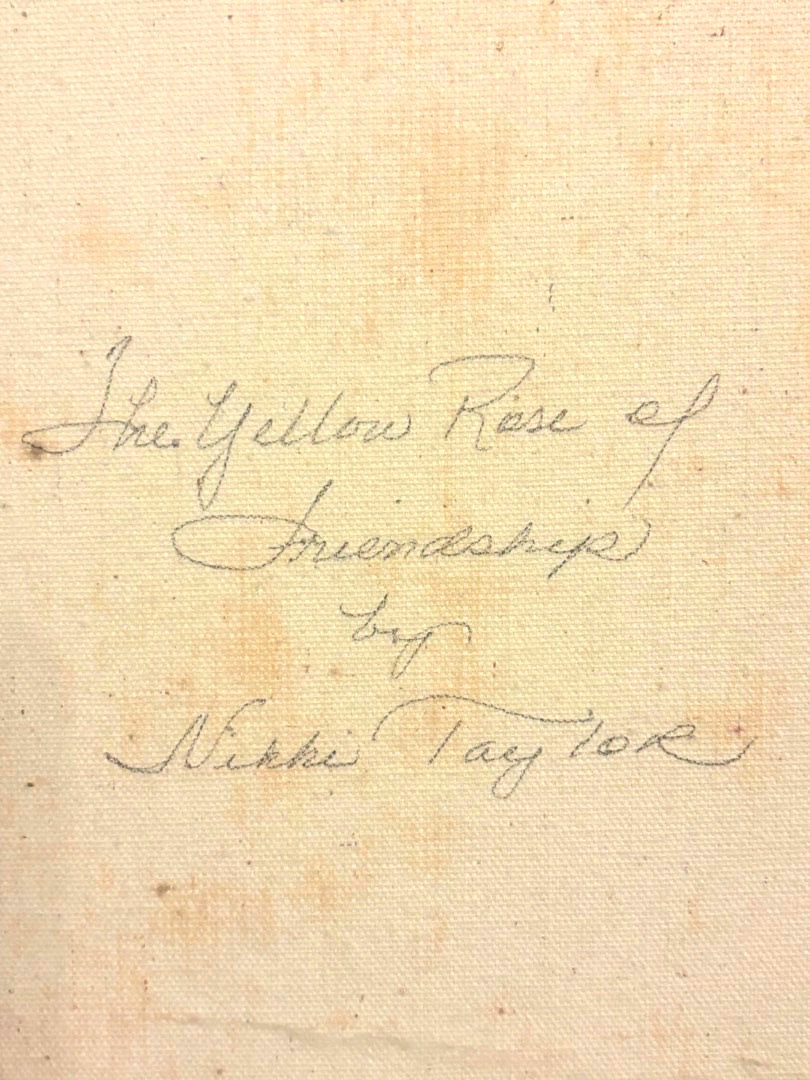 The Yellow Rose of
Friendship
by
Nikki Taylor